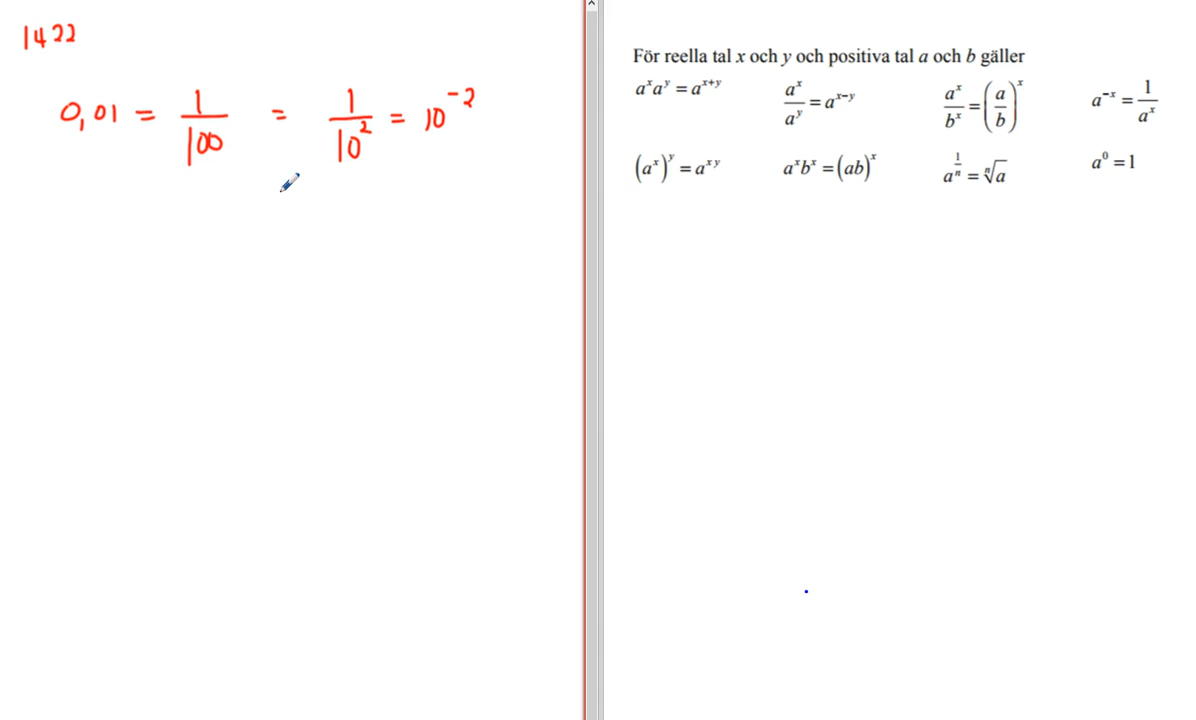 1422
0,01 = 1/100 = 1/10² = 10⁻²
För reella tal x och y och positiva tal a och b gäller
aˣaʸ = aˣ⁺ʸ    aˣ/aʸ = aˣ⁻ʸ    aˣ/bˣ = (a/b)ˣ    a⁻ˣ = 1/aˣ
(aˣ)ʸ = aˣʸ    aˣbˣ = (ab)ˣ    a^(1/n) = ⁿ√a    a⁰ = 1